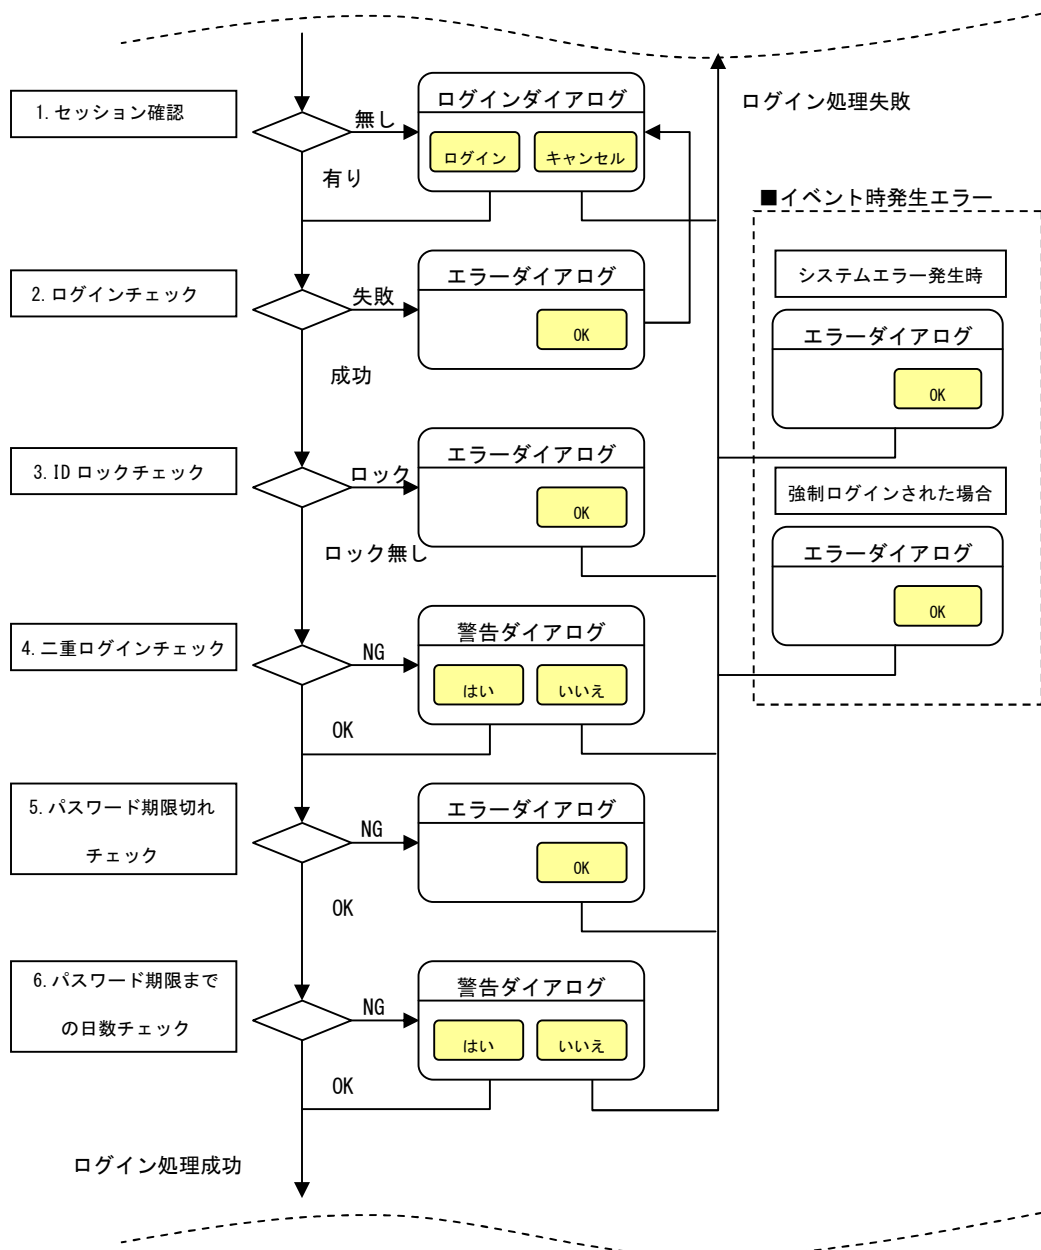 1.セッション確認
無し
有り
ログインダイアログ
ログイン
キャンセル
ログイン処理失敗
■イベント時発生エラー
システムエラー発生時
エラーダイアログ
OK
強制ログインされた場合
エラーダイアログ
OK
2.ログインチェック
失敗
成功
エラーダイアログ
OK
3.ID ロックチェック
ロック
ロック無し
エラーダイアログ
OK
4.二重ログインチェック
NG
OK
警告ダイアログ
はい
いいえ
5.パスワード期限切れ
チェック
NG
OK
エラーダイアログ
OK
6.パスワード期限まで
の日数チェック
NG
OK
警告ダイアログ
はい
いいえ
ログイン処理成功